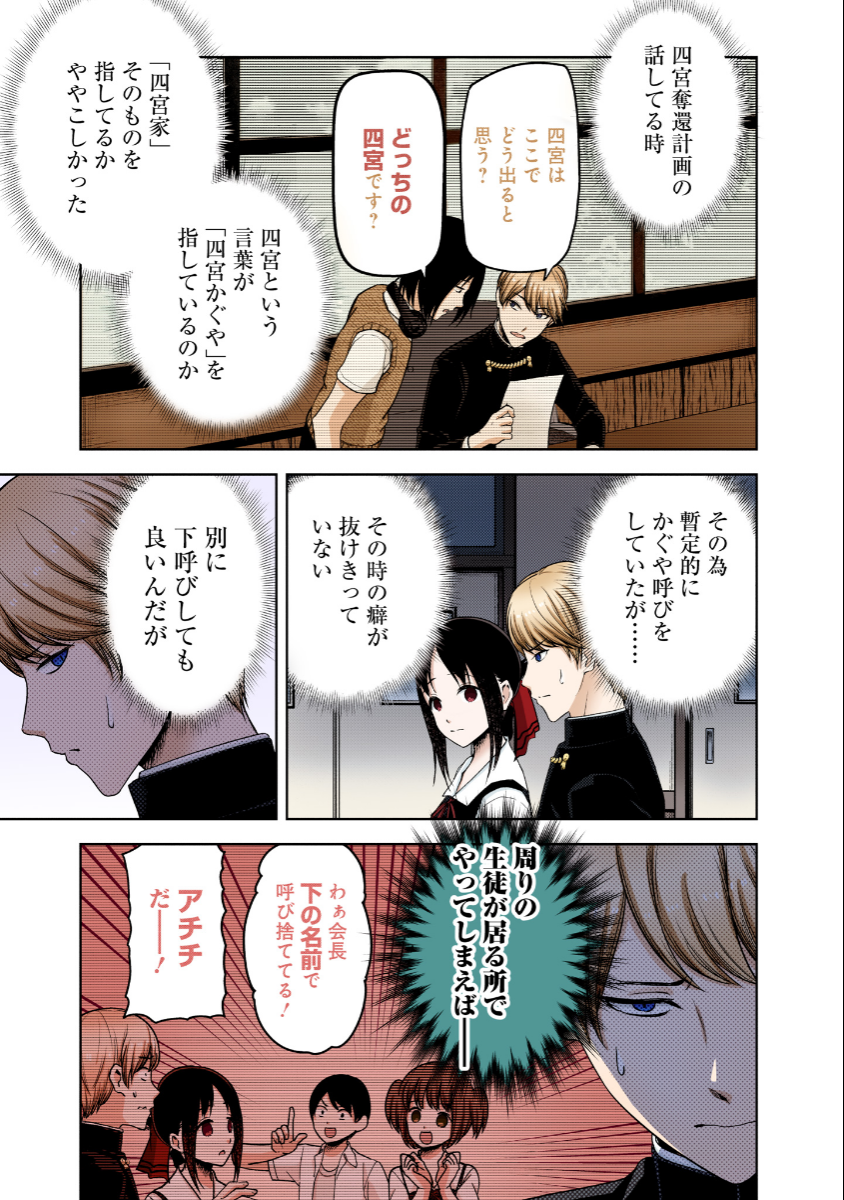 四宮奪還計画の
話してる時
四宮は
ここで
どう出ると
思う?
どっちの
四宮です?
四宮という
言葉が
「四宮かぐや」を
指しているのか
「四宮家」
そのものを
指してるか
ややこしかった
その為
暫定的に
かぐや呼びを
していたが……
その時の癖が
抜けきって
いない
別に
下呼びしても
良いんだが
周りの
生徒が居る所で
やってしまえば──
わぁ会長
下の名前で
呼び捨ててる!
アチチ
だ──!